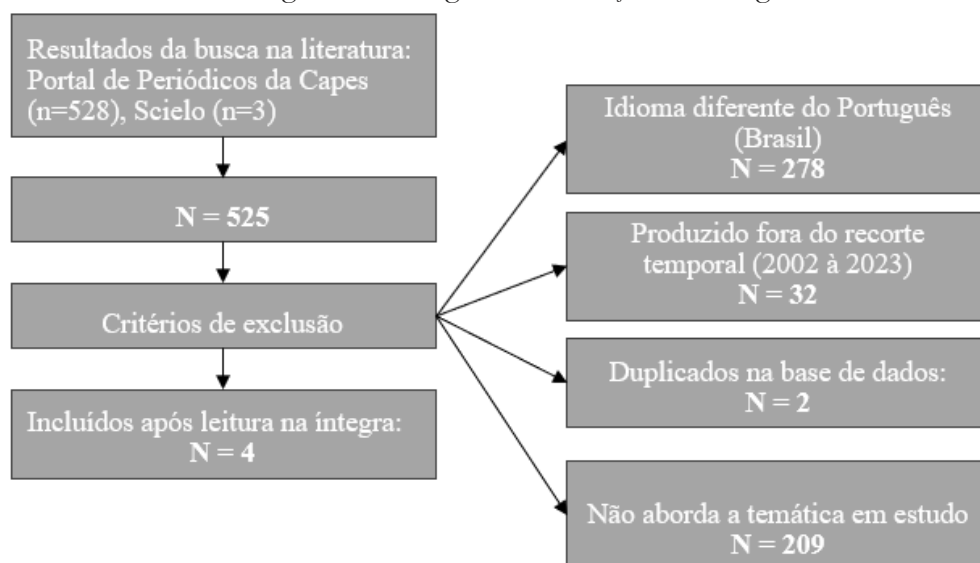 Resultados da busca na literatura:
Portal de Periódicos da Capes
(n=528), Scielo (n=3)
N = 525
Critérios de exclusão
Incluídos após leitura na íntegra:
N = 4
Idioma diferente do Português
(Brasil)
N = 278
Produzido fora do recorte
temporal (2002 à 2023)
N = 32
Duplicados na base de dados:
N = 2
Não aborda a temática em estudo
N = 209